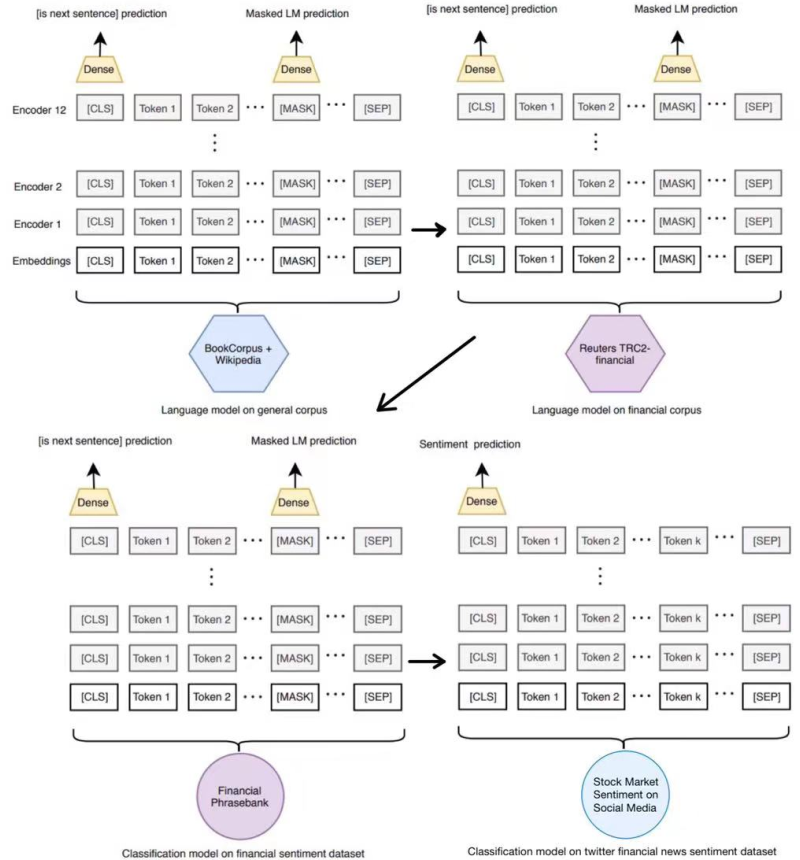 [is next sentence] prediction Masked LM prediction [is next sentence] prediction Masked LM prediction
Dense Dense Dense Dense
Encoder 12 [CLS] Token 1 Token 2 ··· [MASK] ··· [SEP] [CLS] Token 1 Token 2 ··· [MASK] ··· [SEP]
Encoder 2 [CLS] Token 1 Token 2 ··· [MASK] ··· [SEP] [CLS] Token 1 Token 2 ··· [MASK] ··· [SEP]
Encoder 1 [CLS] Token 1 Token 2 ··· [MASK] ··· [SEP] [CLS] Token 1 Token 2 ··· [MASK] ··· [SEP]
Embeddings [CLS] Token 1 Token 2 ··· [MASK] ··· [SEP] [CLS] Token 1 Token 2 ··· [MASK] ··· [SEP]
BookCorpus +
Wikipedia
Reuters TRC2-
financial
Language model on general corpus
Language model on financial corpus
[is next sentence] prediction Masked LM prediction Sentiment prediction
Dense Dense Dense
[CLS] Token 1 Token 2 ··· [MASK] ··· [SEP] [CLS] Token 1 Token 2 ··· Token k ··· [SEP]
[CLS] Token 1 Token 2 ··· [MASK] ··· [SEP] [CLS] Token 1 Token 2 ··· Token k ··· [SEP]
[CLS] Token 1 Token 2 ··· [MASK] ··· [SEP] [CLS] Token 1 Token 2 ··· Token k ··· [SEP]
[CLS] Token 1 Token 2 ··· [MASK] ··· [SEP] [CLS] Token 1 Token 2 ··· Token k ··· [SEP]
Financial
Phrasebank
Stock Market
Sentiment on
Social Media
Classification model on financial sentiment dataset
Classification model on twitter financial news sentiment dataset